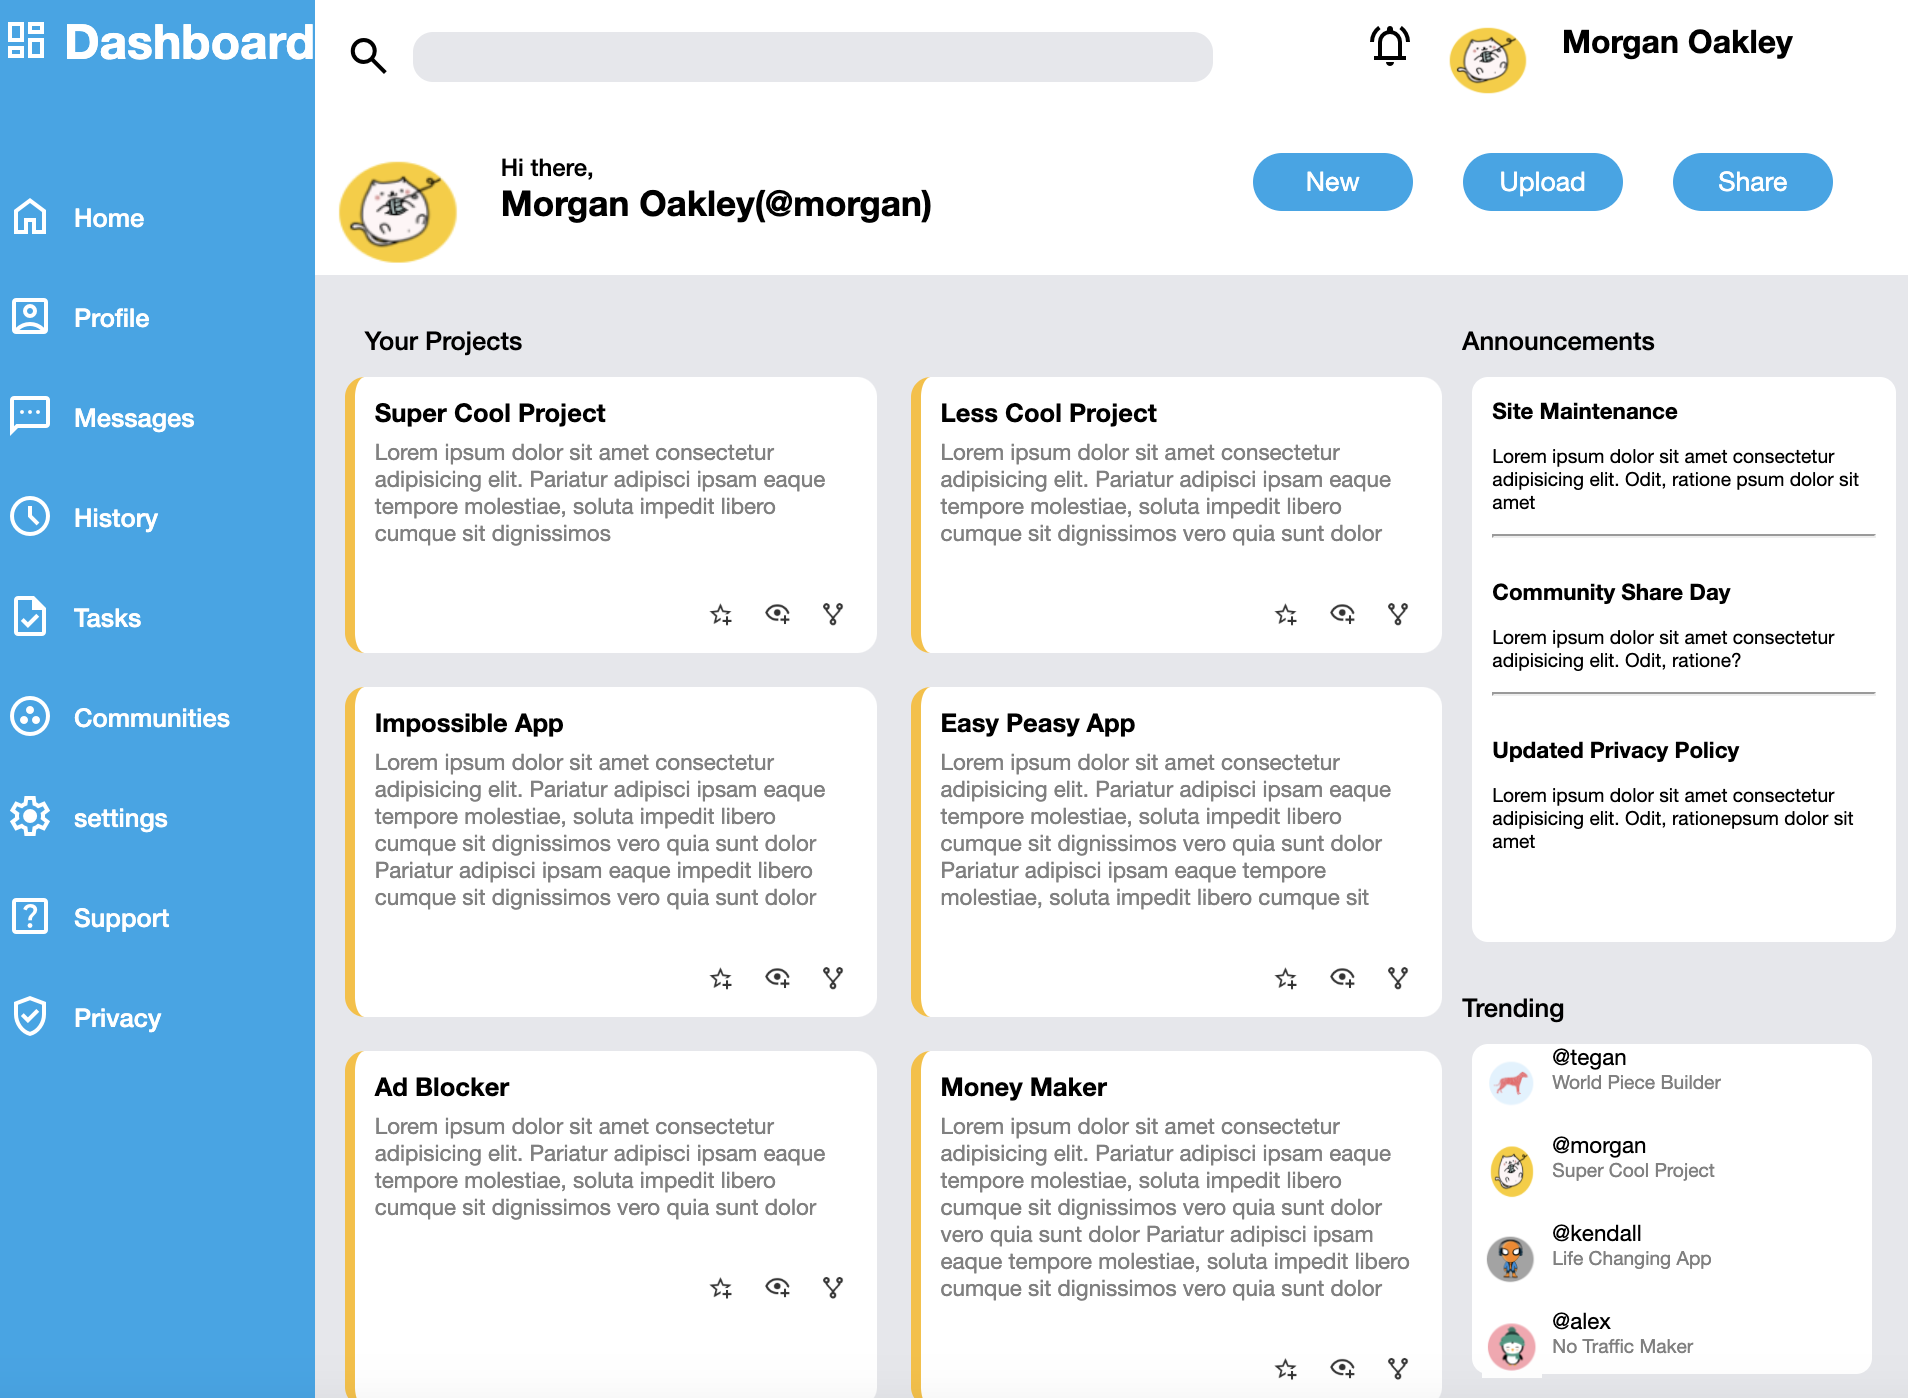 Dashboard
Home
Profile
Messages
History
Tasks
Communities
settings
Support
Privacy
Morgan Oakley
Hi there,
Morgan Oakley(@morgan)
New
Upload
Share
Your Projects
Super Cool Project
Lorem ipsum dolor sit amet consectetur
adipisicing elit. Pariatur adipisci ipsam eaque
tempore molestiae, soluta impedit libero
cumque sit dignissimos
Less Cool Project
Lorem ipsum dolor sit amet consectetur
adipisicing elit. Pariatur adipisci ipsam eaque
tempore molestiae, soluta impedit libero
cumque sit dignissimos vero quia sunt dolor
Impossible App
Lorem ipsum dolor sit amet consectetur
adipisicing elit. Pariatur adipisci ipsam eaque
tempore molestiae, soluta impedit libero
cumque sit dignissimos vero quia sunt dolor
Pariatur adipisci ipsam eaque impedit libero
cumque sit dignissimos vero quia sunt dolor
Easy Peasy App
Lorem ipsum dolor sit amet consectetur
adipisicing elit. Pariatur adipisci ipsam eaque
tempore molestiae, soluta impedit libero
cumque sit dignissimos vero quia sunt dolor
Pariatur adipisci ipsam eaque tempore
molestiae, soluta impedit libero cumque sit
Ad Blocker
Lorem ipsum dolor sit amet consectetur
adipisicing elit. Pariatur adipisci ipsam eaque
tempore molestiae, soluta impedit libero
cumque sit dignissimos vero quia sunt dolor
Money Maker
Lorem ipsum dolor sit amet consectetur
adipisicing elit. Pariatur adipisci ipsam eaque
tempore molestiae, soluta impedit libero
cumque sit dignissimos vero quia sunt dolor
vero quia sunt dolor Pariatur adipisci ipsam
eaque tempore molestiae, soluta impedit libero
cumque sit dignissimos vero quia sunt dolor
Announcements
Site Maintenance
Lorem ipsum dolor sit amet consectetur
adipisicing elit. Odit, ratione psum dolor sit
amet
Community Share Day
Lorem ipsum dolor sit amet consectetur
adipisicing elit. Odit, ratione?
Updated Privacy Policy
Lorem ipsum dolor sit amet consectetur
adipisicing elit. Odit, rationepsum dolor sit
amet
Trending
@tegan
World Piece Builder
@morgan
Super Cool Project
@kendall
Life Changing App
@alex
No Traffic Maker